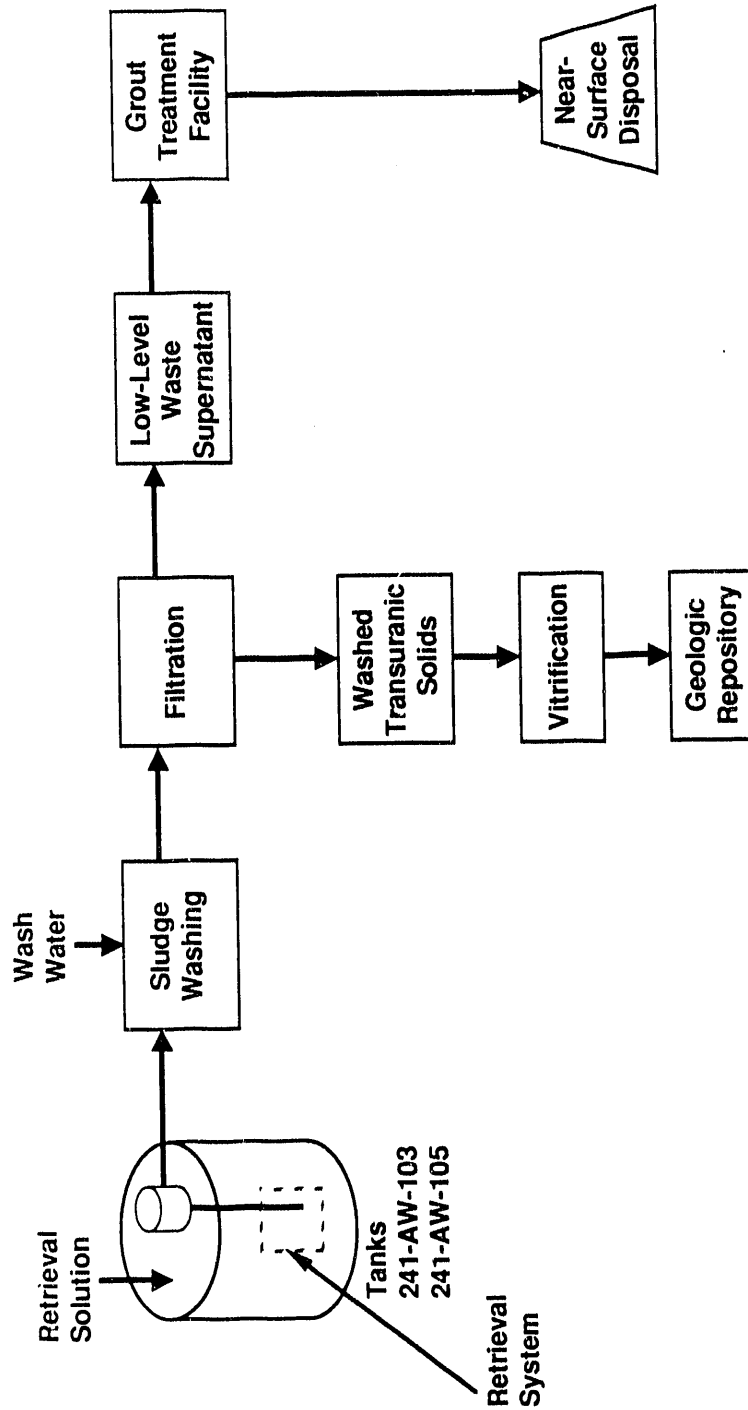 Retrieval
Solution
Tanks
241-AW-103
241-AW-105
Retrieval
System
Wash
Water
Sludge
Washing
Filtration
Washed
Transuranic
Solids
Vitrification
Geologic
Repository
Low-Level
Waste
Supernatant
Grout
Treatment
Facility
Near-
Surface
Disposal